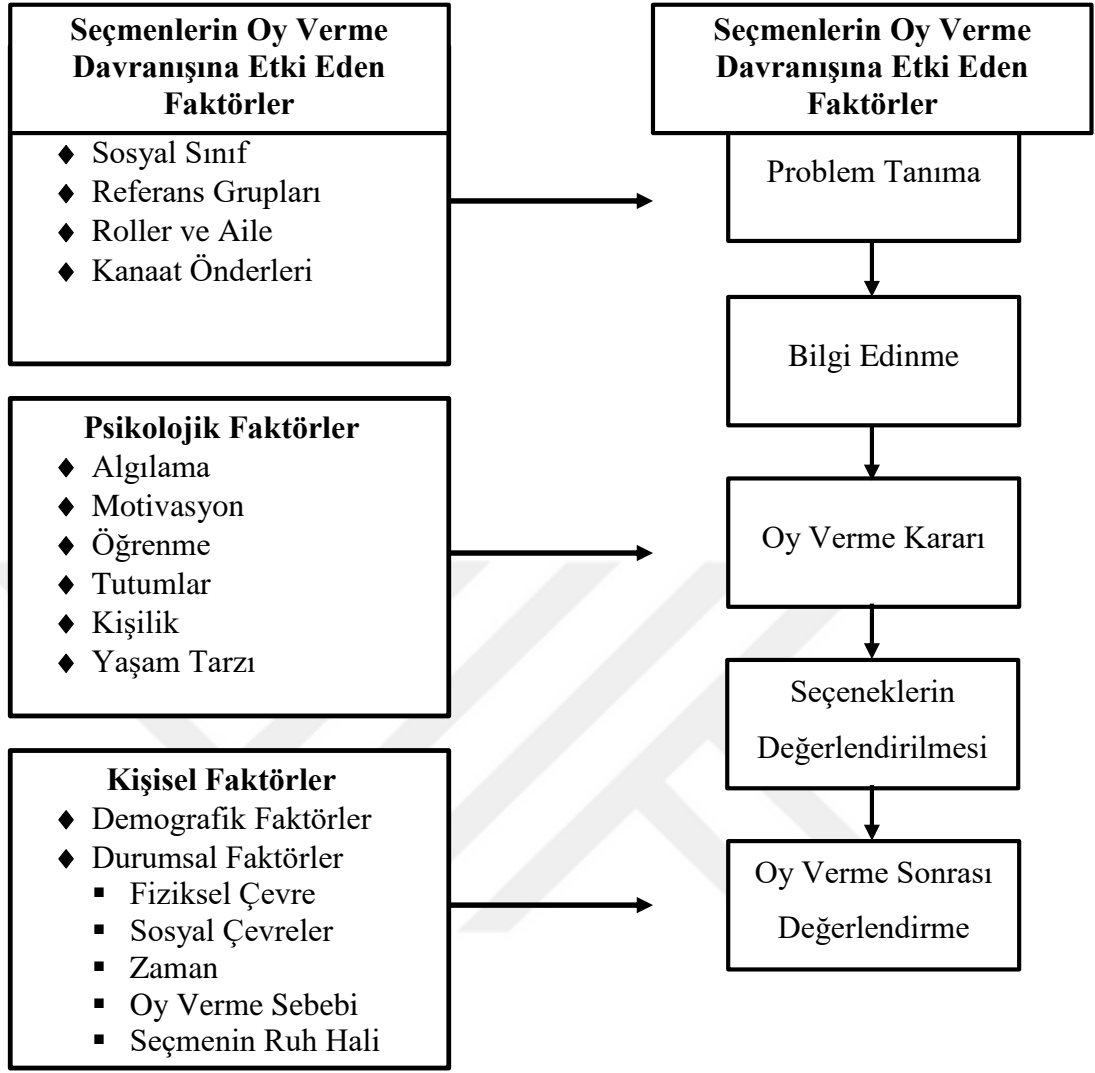 Seçmenlerin Oy Verme
Davranışına Etki Eden
Faktörler
♦ Sosyal Sınıf
♦ Referans Grupları
♦ Roller ve Aile
♦ Kanaat Önderleri
Psikolojik Faktörler
♦ Algılama
♦ Motivasyon
♦ Öğrenme
♦ Tutumlar
♦ Kişilik
♦ Yaşam Tarzı
Kişisel Faktörler
♦ Demografik Faktörler
♦ Durumsal Faktörler
▪ Fiziksel Çevre
▪ Sosyal Çevreler
▪ Zaman
▪ Oy Verme Sebebi
▪ Seçmenin Ruh Hali
Seçmenlerin Oy Verme
Davranışına Etki Eden
Faktörler
Problem Tanıma
Bilgi Edinme
Oy Verme Kararı
Seçeneklerin
Değerlendirilmesi
Oy Verme Sonrası
Değerlendirme